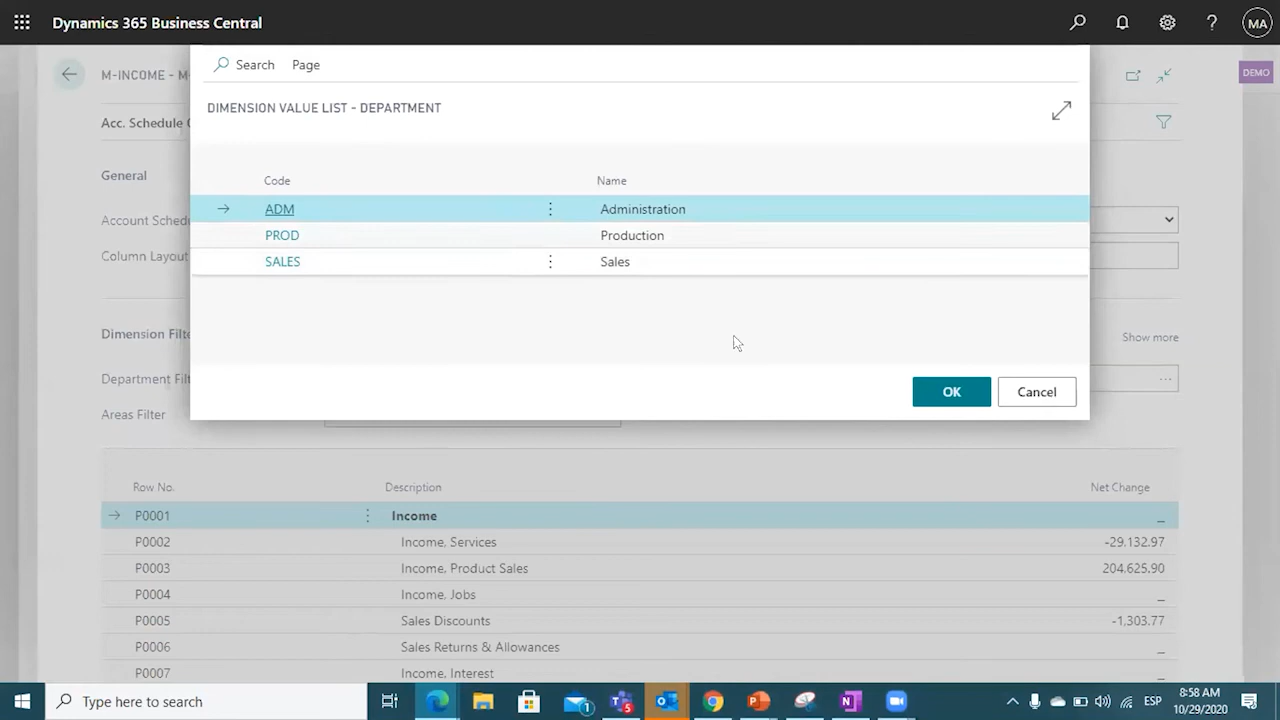 Dynamics 365 Business Central
MA
Search Page
M-INCOME - M-
DEMO
DIMENSION VALUE LIST - DEPARTMENT
Acc. Schedule
General
Code Name
ADM Administration
Account Schedu
PROD Production
Column Layout
SALES Sales
Dimension Filte
Show more
Department Filt
OK Cancel
Areas Filter
Row No. Description Net Change
P0001 Income _
P0002 Income, Services -29.132,97
P0003 Income, Product Sales 204.625,90
P0004 Income, Jobs _
P0005 Sales Discounts -1.303,77
P0006 Sales Returns & Allowances _
P0007 Income, Interest
Type here to search
1
5
ESP
8:58 AM
10/29/2020